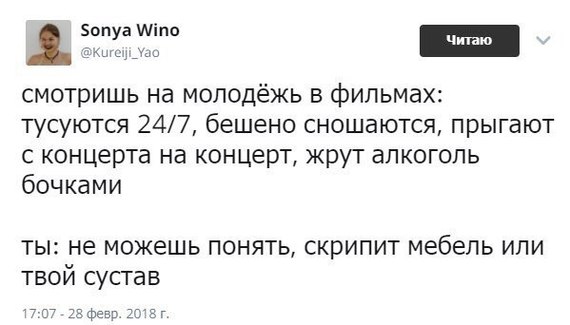 Sonya Wino
@Kureiji_Yao
Читаю
смотришь на молодёжь в фильмах:
тусуются 24/7, бешено сношаются, прыгают
с концерта на концерт, жрут алкоголь
бочками
ты: не можешь понять, скрипит мебель или
твой сустав
17:07 - 28 февр. 2018 г.